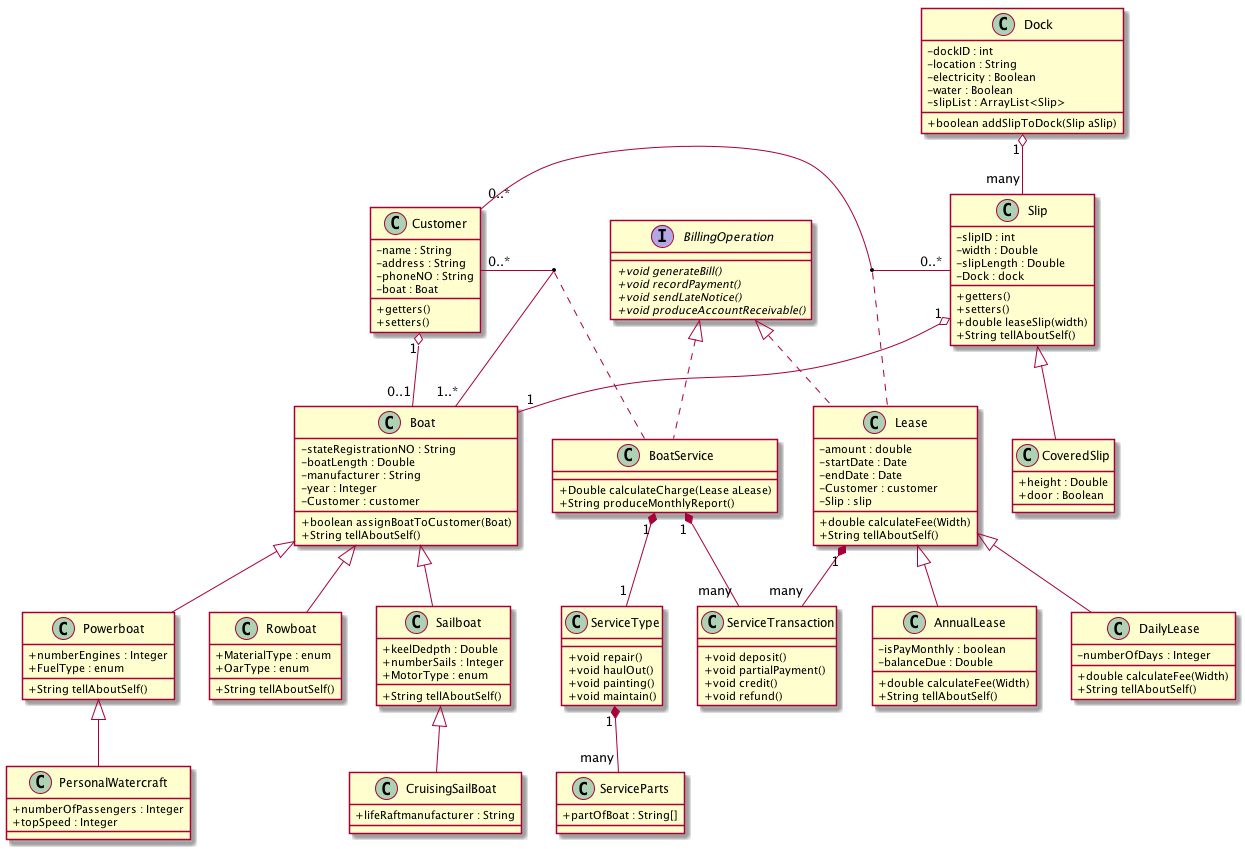 C Dock
-dockID : int
-location : String
-electricity : Boolean
-water : Boolean
-slipList : ArrayList<Slip>
+boolean addSlipToDock(Slip aSlip)
1
many
0..*
C Customer
-name : String
-address : String
-phoneNO : String
-boat : Boat
+getters()
+setters()
0..*
1
0..1
1..*
I BillingOperation
+void generateBill()
+void recordPayment()
+void sendLateNotice()
+void produceAccountReceivable()
C Slip
-slipID : int
-width : Double
-slipLength : Double
-Dock : dock
+getters()
+setters()
+double leaseSlip(width)
+String tellAboutSelf()
0..*
1
1
C Boat
-stateRegistrationNO : String
-boatLength : Double
-manufacturer : String
-year : Integer
-Customer : customer
+boolean assignBoatToCustomer(Boat)
+String tellAboutSelf()
C BoatService
+Double calculateCharge(Lease aLease)
+String produceMonthlyReport()
1
1
1
many
C Lease
-amount : double
-startDate : Date
-endDate : Date
-Customer : customer
-Slip : slip
+double calculateFee(Width)
+String tellAboutSelf()
1
many
C CoveredSlip
+height : Double
+door : Boolean
C Powerboat
+numberEngines : Integer
+FuelType : enum
+String tellAboutSelf()
C Rowboat
+MaterialType : enum
+OarType : enum
+String tellAboutSelf()
C Sailboat
+keelDedpth : Double
+numberSails : Integer
+MotorType : enum
+String tellAboutSelf()
C ServiceType
+void repair()
+void haulOut()
+void painting()
+void maintain()
1
many
C ServiceTransaction
+void deposit()
+void partialPayment()
+void credit()
+void refund()
C AnnualLease
-isPayMonthly : boolean
-balanceDue : Double
+double calculateFee(Width)
+String tellAboutSelf()
C DailyLease
-numberOfDays : Integer
+double calculateFee(Width)
+String tellAboutSelf()
C PersonalWatercraft
+numberOfPassengers : Integer
+topSpeed : Integer
C CruisingSailBoat
+lifeRaftmanufacturer : String
C ServiceParts
+partOfBoat : String[]